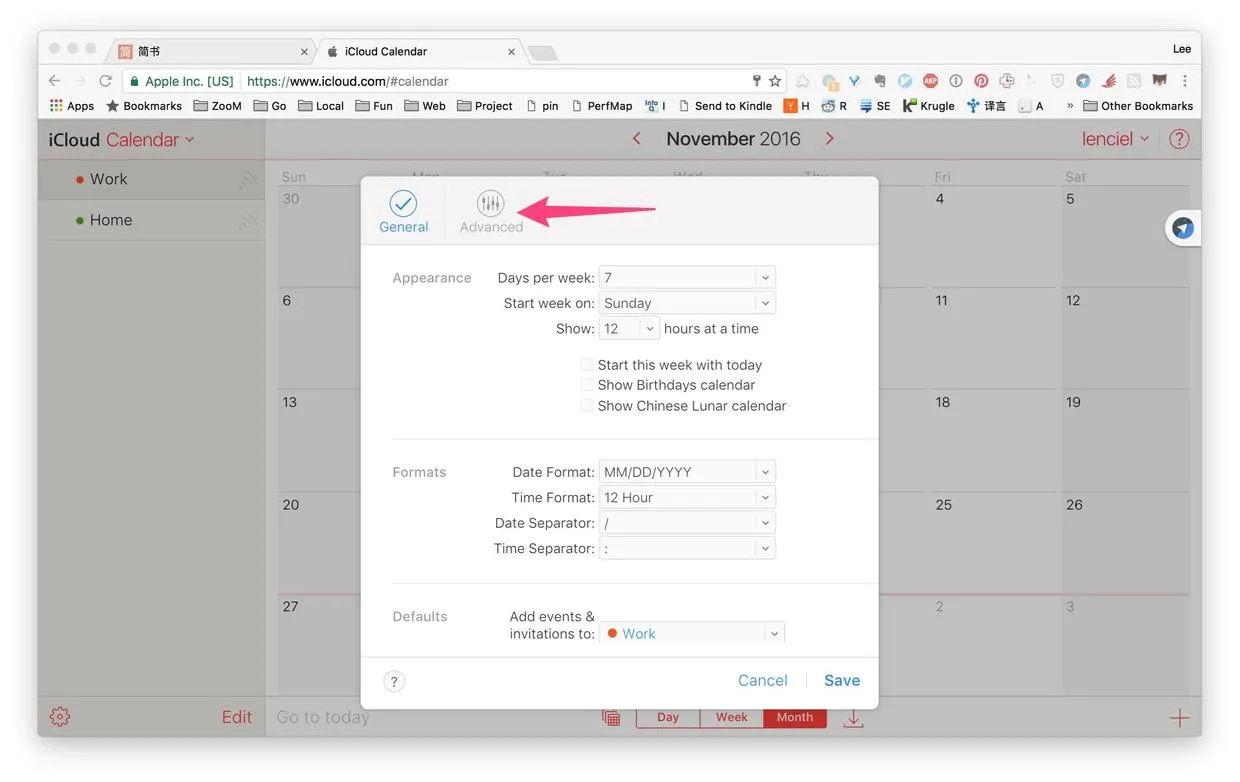 简书
iCloud Calendar
Lee
Apple Inc. [US] https://www.icloud.com/#calendar
Apps Bookmarks ZooM Go Local Fun Web Project pin PerfMap I Send to Kindle H R SE Krugle 译言 A » Other Bookmarks
iCloud Calendar
November 2016
lenciel
?
Work
Home
Sun Mon Tue Wed Thu Fri Sat
30 4 5
General
Advanced
Appearance
Days per week: 7
Start week on: Sunday
Show: 12 hours at a time
Start this week with today
Show Birthdays calendar
Show Chinese Lunar calendar
6 11 12
13 18 19
Formats
Date Format: MM/DD/YYYY
Time Format: 12 Hour
Date Separator: /
Time Separator: :
20 25 26
27 2 3
Defaults
Add events &
invitations to: Work
?
Cancel
Save
Edit
Go to today
Day Week Month